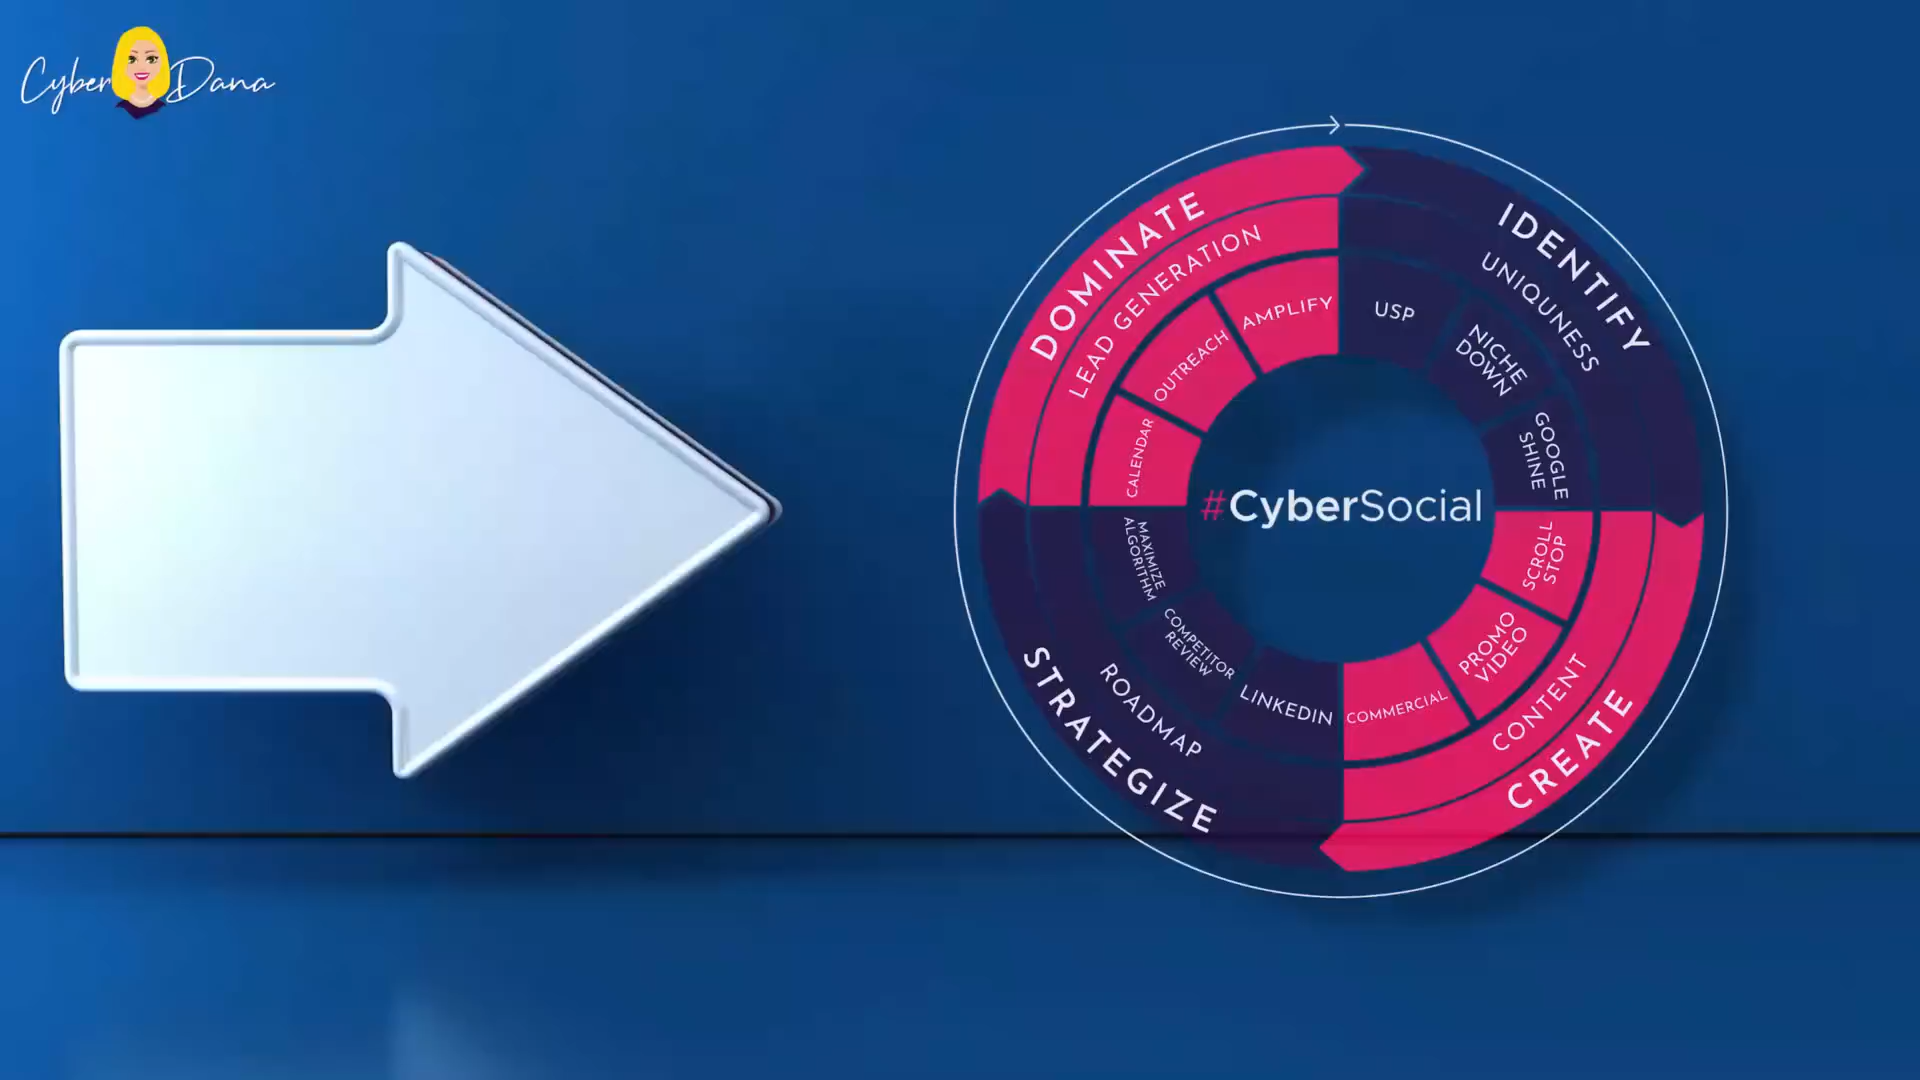 Cyber Dana
IDENTIFY
UNIQUNESS
USP
NICHE
DOWN
GOOGLE
SHINE
CREATE
CONTENT
SCROLL
STOP
PROMO
VIDEO
COMMERCIAL
STRATEGIZE
ROADMAP
LINKEDIN
COMPETITOR
REVIEW
MAXIMIZE
ALGORITHM
DOMINATE
LEAD GENERATION
CALENDAR
OUTREACH
AMPLIFY
#CyberSocial